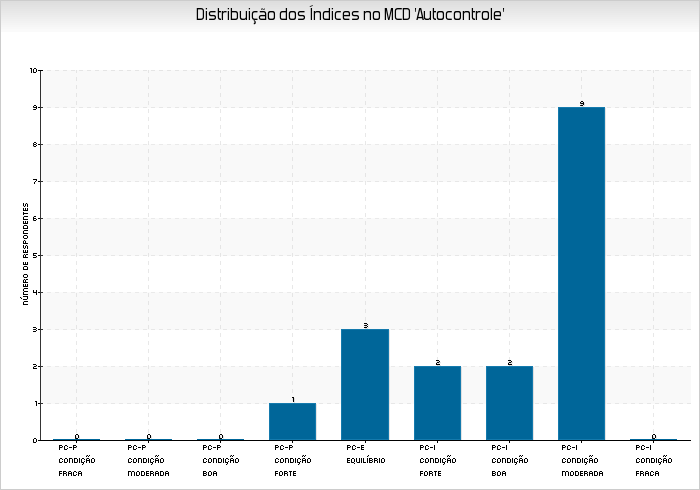 Distribuição dos Índices no MCD 'Autocontrole'
NÚMERO DE RESPONDENTES
10
9
8
7
6
5
4
3
2
1
0
0
0
0
1
3
2
2
9
0
PC-P
CONDIÇÃO
FRACA
PC-P
CONDIÇÃO
MODERADA
PC-P
CONDIÇÃO
BOA
PC-P
CONDIÇÃO
FORTE
PC-E
EQUILÍBRIO
PC-I
CONDIÇÃO
FORTE
PC-I
CONDIÇÃO
BOA
PC-I
CONDIÇÃO
MODERADA
PC-I
CONDIÇÃO
FRACA